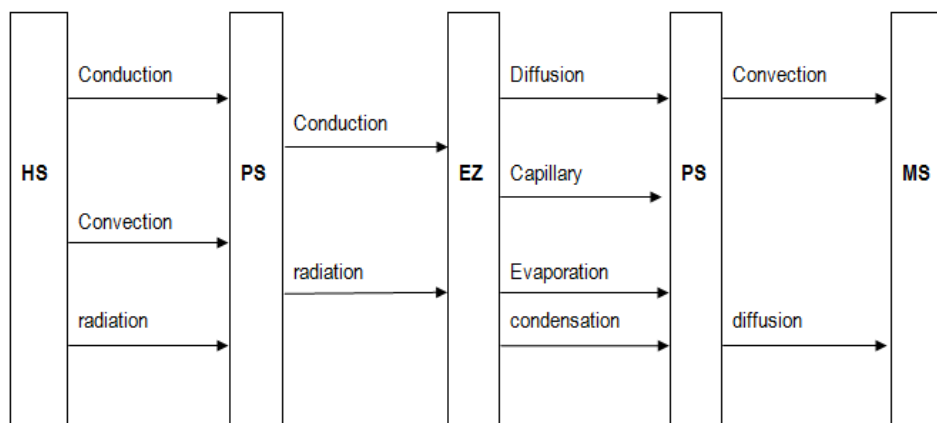 Conduction
Diffusion
Convection
Conduction
HS
PS
EZ
Capillary
PS
MS
Convection
radiation
Evaporation
radiation
condensation
diffusion